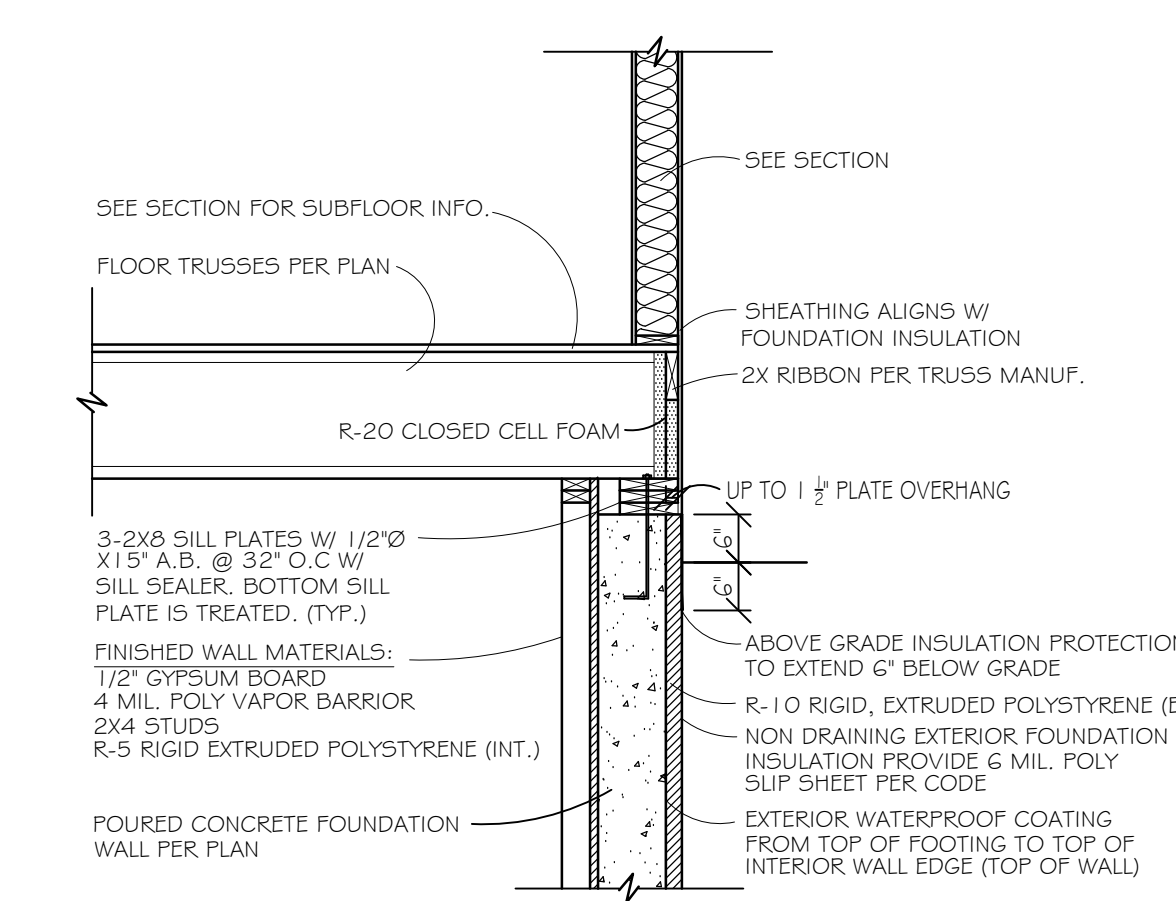 SEE SECTION
SEE SECTION FOR SUBFLOOR INFO.
FLOOR TRUSSES PER PLAN
SHEATHING ALIGNS W/
FOUNDATION INSULATION
2X RIBBON PER TRUSS MANUF.
R-20 CLOSED CELL FOAM
UP TO 1 1/2" PLATE OVERHANG
6"
6"
3-2X8 SILL PLATES W/ 1/2"Ø
X15" A.B. @ 32" O.C W/
SILL SEALER. BOTTOM SILL
PLATE IS TREATED. (TYP.)
FINISHED WALL MATERIALS:
1/2" GYPSUM BOARD
4 MIL. POLY VAPOR BARRIOR
2X4 STUDS
R-5 RIGID EXTRUDED POLYSTYRENE (INT.)
POURED CONCRETE FOUNDATION
WALL PER PLAN
ABOVE GRADE INSULATION PROTECTION
TO EXTEND 6" BELOW GRADE
R-10 RIGID, EXTRUDED POLYSTYRENE
NON DRAINING EXTERIOR FOUNDATION
INSULATION PROVIDE 6 MIL. POLY
SLIP SHEET PER CODE
EXTERIOR WATERPROOF COATING
FROM TOP OF FOOTING TO TOP OF
INTERIOR WALL EDGE (TOP OF WALL)